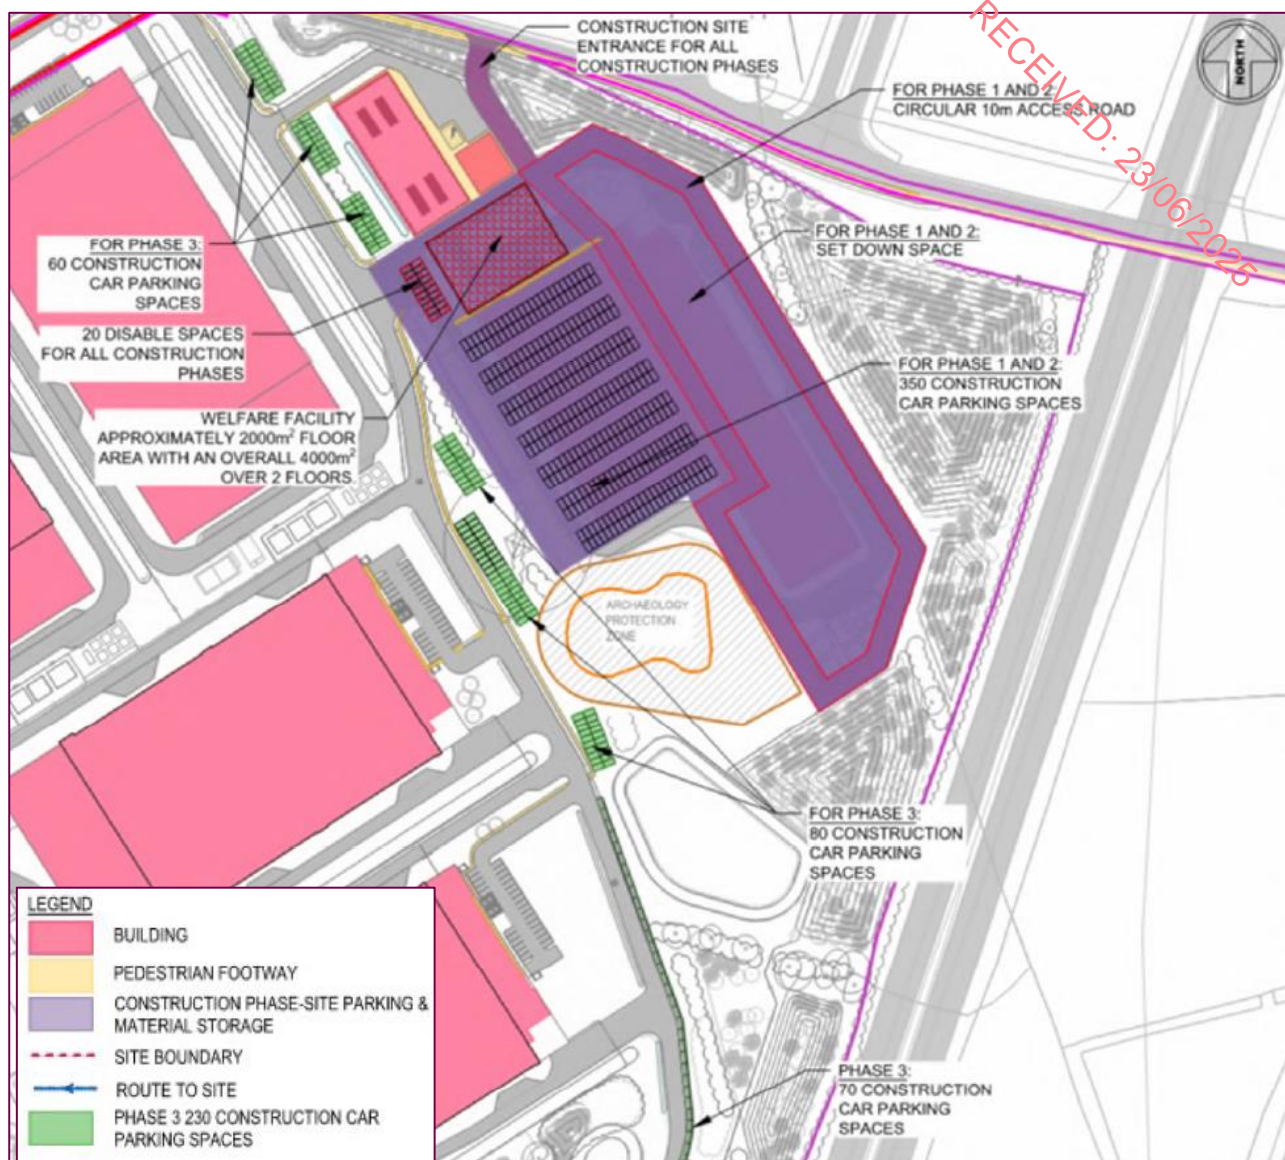 CONSTRUCTION SITE
ENTRANCE FOR ALL
CONSTRUCTION PHASES
RECEIVED: 23/06/2025
NORTH
FOR PHASE 1 AND 2:
CIRCULAR 10m ACCESS ROAD
FOR PHASE 1 AND 2:
SET DOWN SPACE
FOR PHASE 3:
60 CONSTRUCTION
CAR PARKING
SPACES
20 DISABLE SPACES
FOR ALL CONSTRUCTION
PHASES
FOR PHASE 1 AND 2:
350 CONSTRUCTION
CAR PARKING SPACES
WELFARE FACILITY
APPROXIMATELY 2000m² FLOOR
AREA WITH AN OVERALL 4000m²
OVER 2 FLOORS.
ARCHAEOLOGY
PROTECTION
ZONE
FOR PHASE 3:
80 CONSTRUCTION
CAR PARKING
SPACES
LEGEND
BUILDING
PEDESTRIAN FOOTWAY
CONSTRUCTION PHASE-SITE PARKING &
MATERIAL STORAGE
SITE BOUNDARY
ROUTE TO SITE
PHASE 3 230 CONSTRUCTION CAR
PARKING SPACES
PHASE 3:
70 CONSTRUCTION
CAR PARKING
SPACES